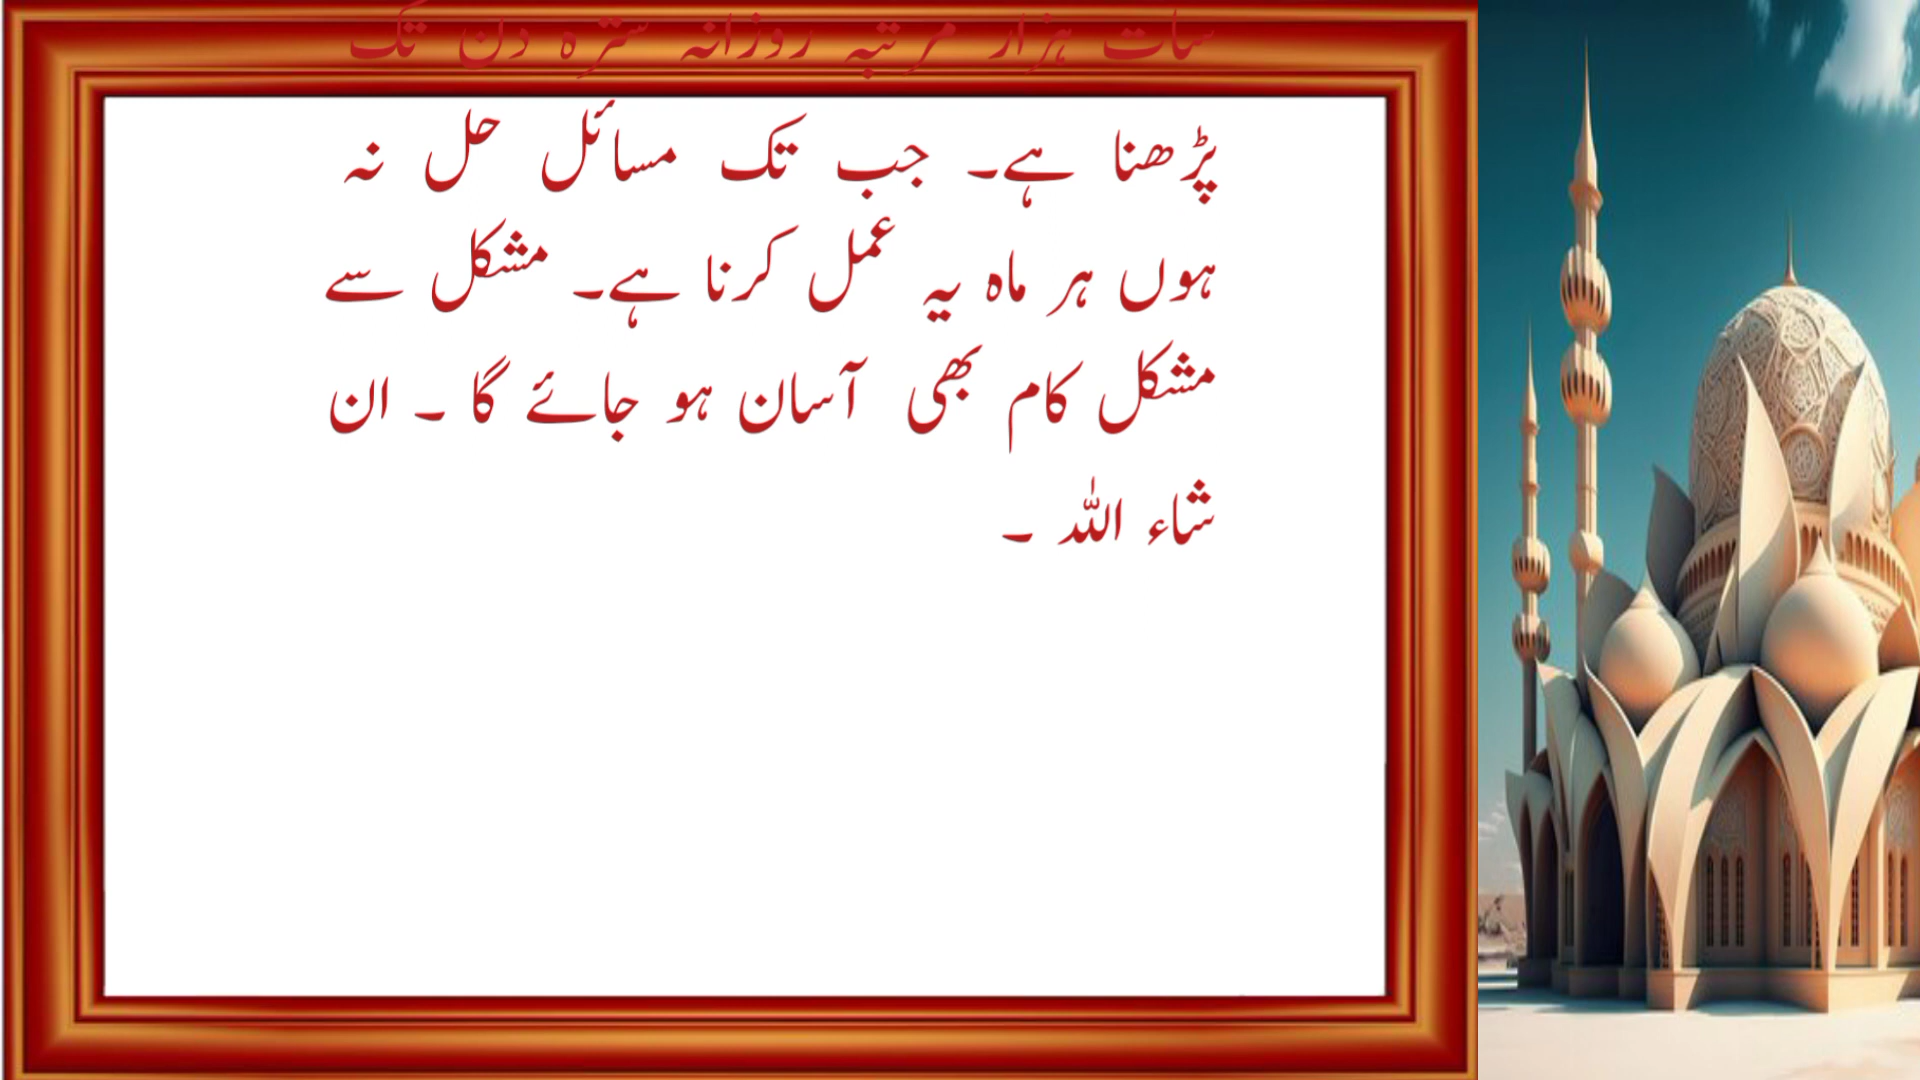 سات ہزار مرتبہ روزانہ سترہ دن تک
پڑھنا ہے۔ جب تک مسائل حل نہ
ہوں ہر ماہ یہ عمل کرنا ہے۔ مشکل سے
مشکل کام بھی آسان ہو جائے گا ۔ ان
شاء اللہ ۔